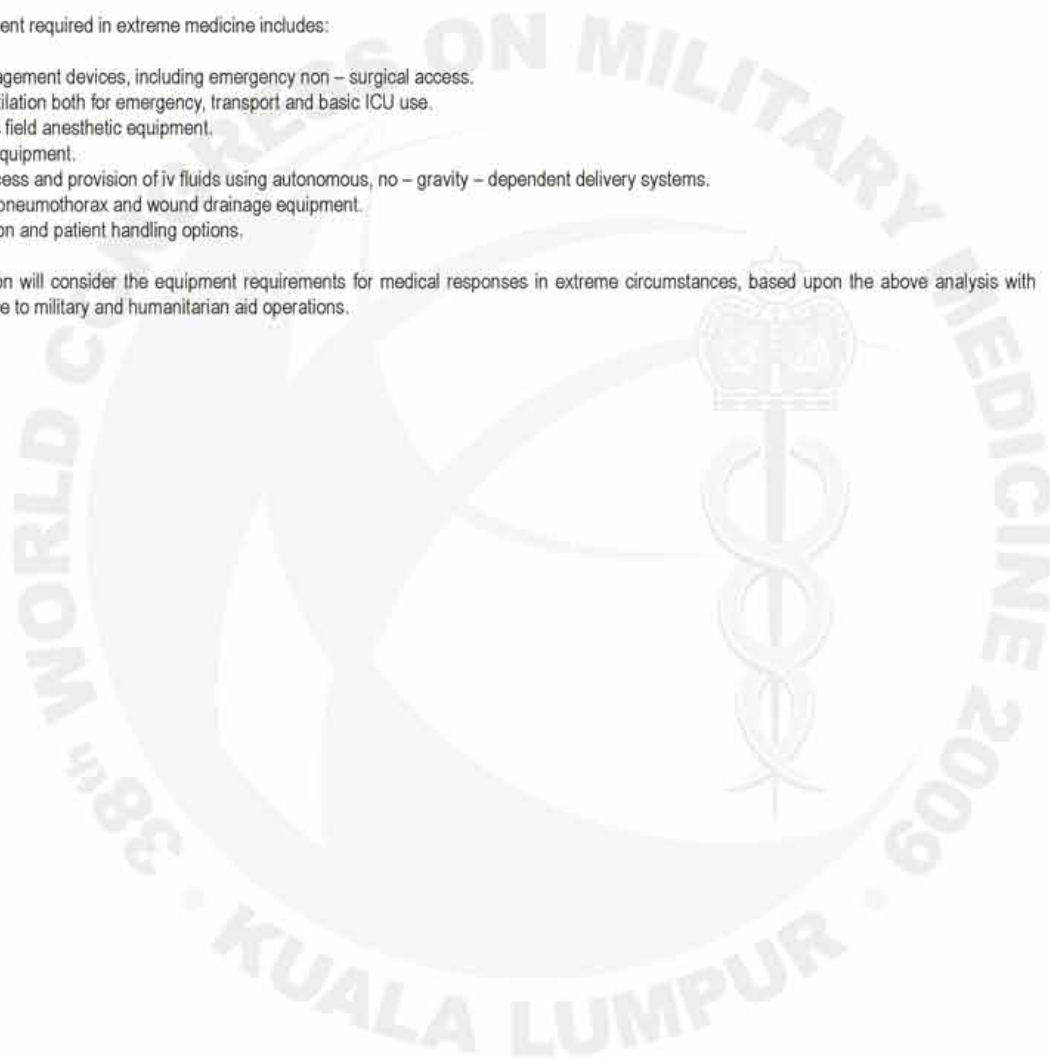 ent required in extreme medicine includes:
agement devices, including emergency non – surgical access.
tilation both for emergency, transport and basic ICU use.
field anesthetic equipment.
quipment.
cess and provision of iv fluids using autonomous, no – gravity – dependent delivery systems.
pneumothorax and wound drainage equipment.
on and patient handling options.
on will consider the equipment requirements for medical responses in extreme circumstances, based upon the above analysis with
e to military and humanitarian aid operations.
38th WORLD CONGRESS ON MILITARY MEDICINE 2009
• KUALA LUMPUR •